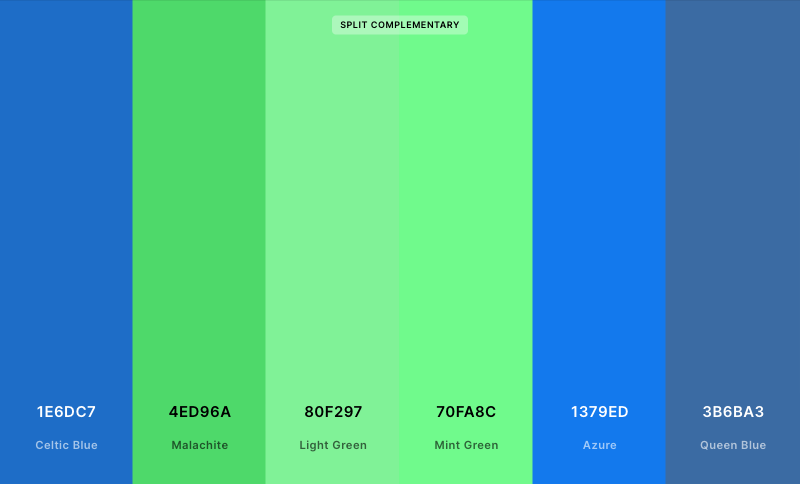 SPLIT COMPLEMENTARY
1E6DC7
4ED96A
80F297
70FA8C
1379ED
3B6BA3
Celtic Blue
Malachite
Light Green
Mint Green
Azure
Queen Blue